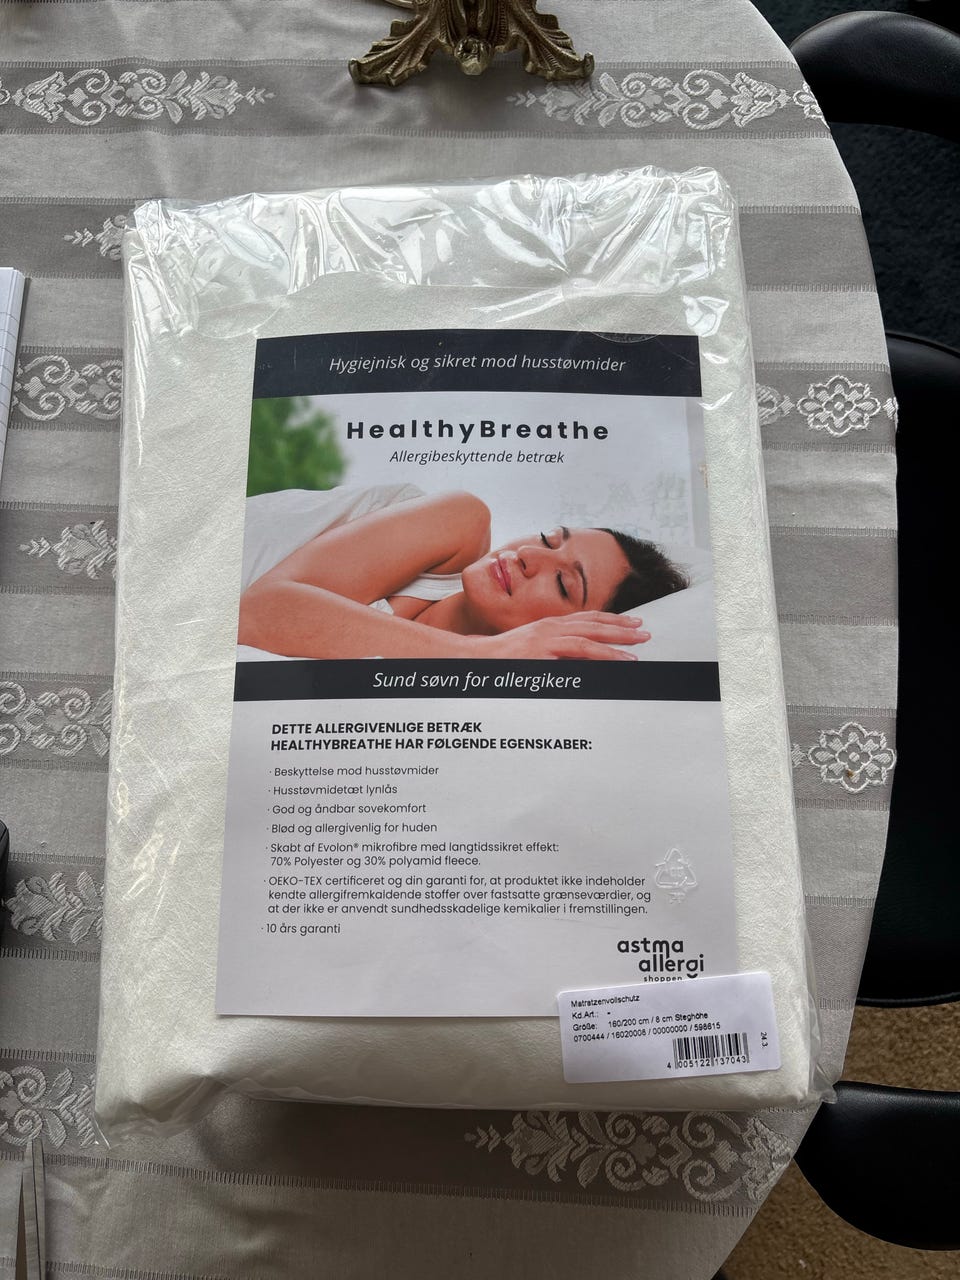 Hygiejnisk og sikret mod husstøvmider
HealthyBreathe
Allergibeskyttende betræk
Sund søvn for allergikere
DETTE ALLERGIVENLIGE BETRÆK
HEALTHYBREATHE HAR FØLGENDE EGENSKABER:
· Beskyttelse mod husstøvmider
· Husstøvmidetæt lynlås
· God og åndbar sovekomfort
· Blød og allergivenlig for huden
· Skabt af Evolon® mikrofibre med langtidssikret effekt:
70% Polyester og 30% polyamid fleece.
· OEKO-TEX certificeret og din garanti for, at produktet ikke indeholder
kendte allergifremkaldende stoffer over fastsatte grænseværdier, og
at der ikke er anvendt sundhedsskadelige kemikalier i fremstillingen.
· 10 års garanti
astma
allergi
shoppen
Matratzenvollschutz
Kd.Art.: -
Größe: 160/200 cm / 8 cm Steghöhe
0700444 / 16020008 / 00000000 / 598615
4 005122 137043